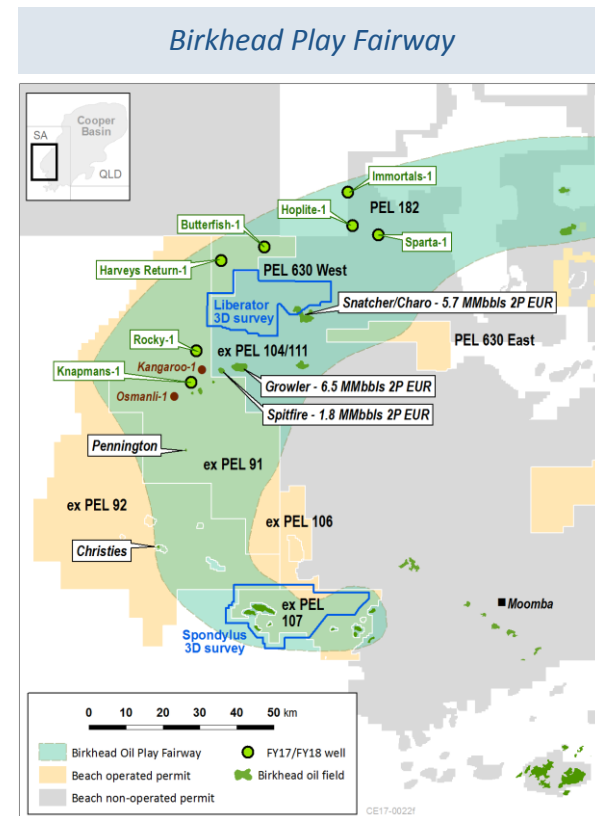 Birkhead Play Fairway
Cooper
Basin
SA
QLD
Immortals-1
Hoplite-1
PEL 182
Butterfish-1
Sparta-1
Harveys Return-1
PEL 630 West
Liberator
3D survey
Snatcher/Charo - 5.7 MMbbls 2P EUR
Rocky-1
ex PEL 104/111
PEL 630 East
Kangaroo-1
Knapmans-1
Growler - 6.5 MMbbls 2P EUR
Osmanli-1
Spitfire - 1.8 MMbbls 2P EUR
Pennington
ex PEL 91
ex PEL 92
ex PEL 106
Christies
ex PEL
107
Moomba
Spondylus
3D survey
0 10 20 30 40 50 km
Birkhead Oil Play Fairway
FY17/FY18 well
Beach operated permit
Birkhead oil field
Beach non-operated permit
CE17-0022f